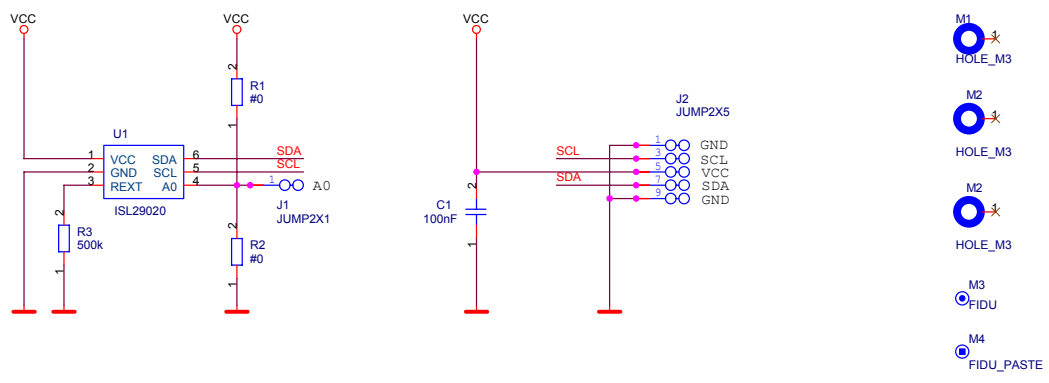 VCC
VCC
VCC
M1
1
HOLE_M3
2
R1
#0
1
J2
JUMP2X5
M2
1
HOLE_M3
U1
1 VCC SDA 6 SDA
2 GND SCL 5 SCL
3 REXT A0 4
1 A0
ISL29020
J1
JUMP2X1
1 GND
SCL 3 SCL
5 VCC
SDA 7 SDA
9 GND
2
R3
500k
1
2
R2
#0
1
2
C1
100nF
1
M2
1
HOLE_M3
M3
FIDU
M4
FIDU_PASTE